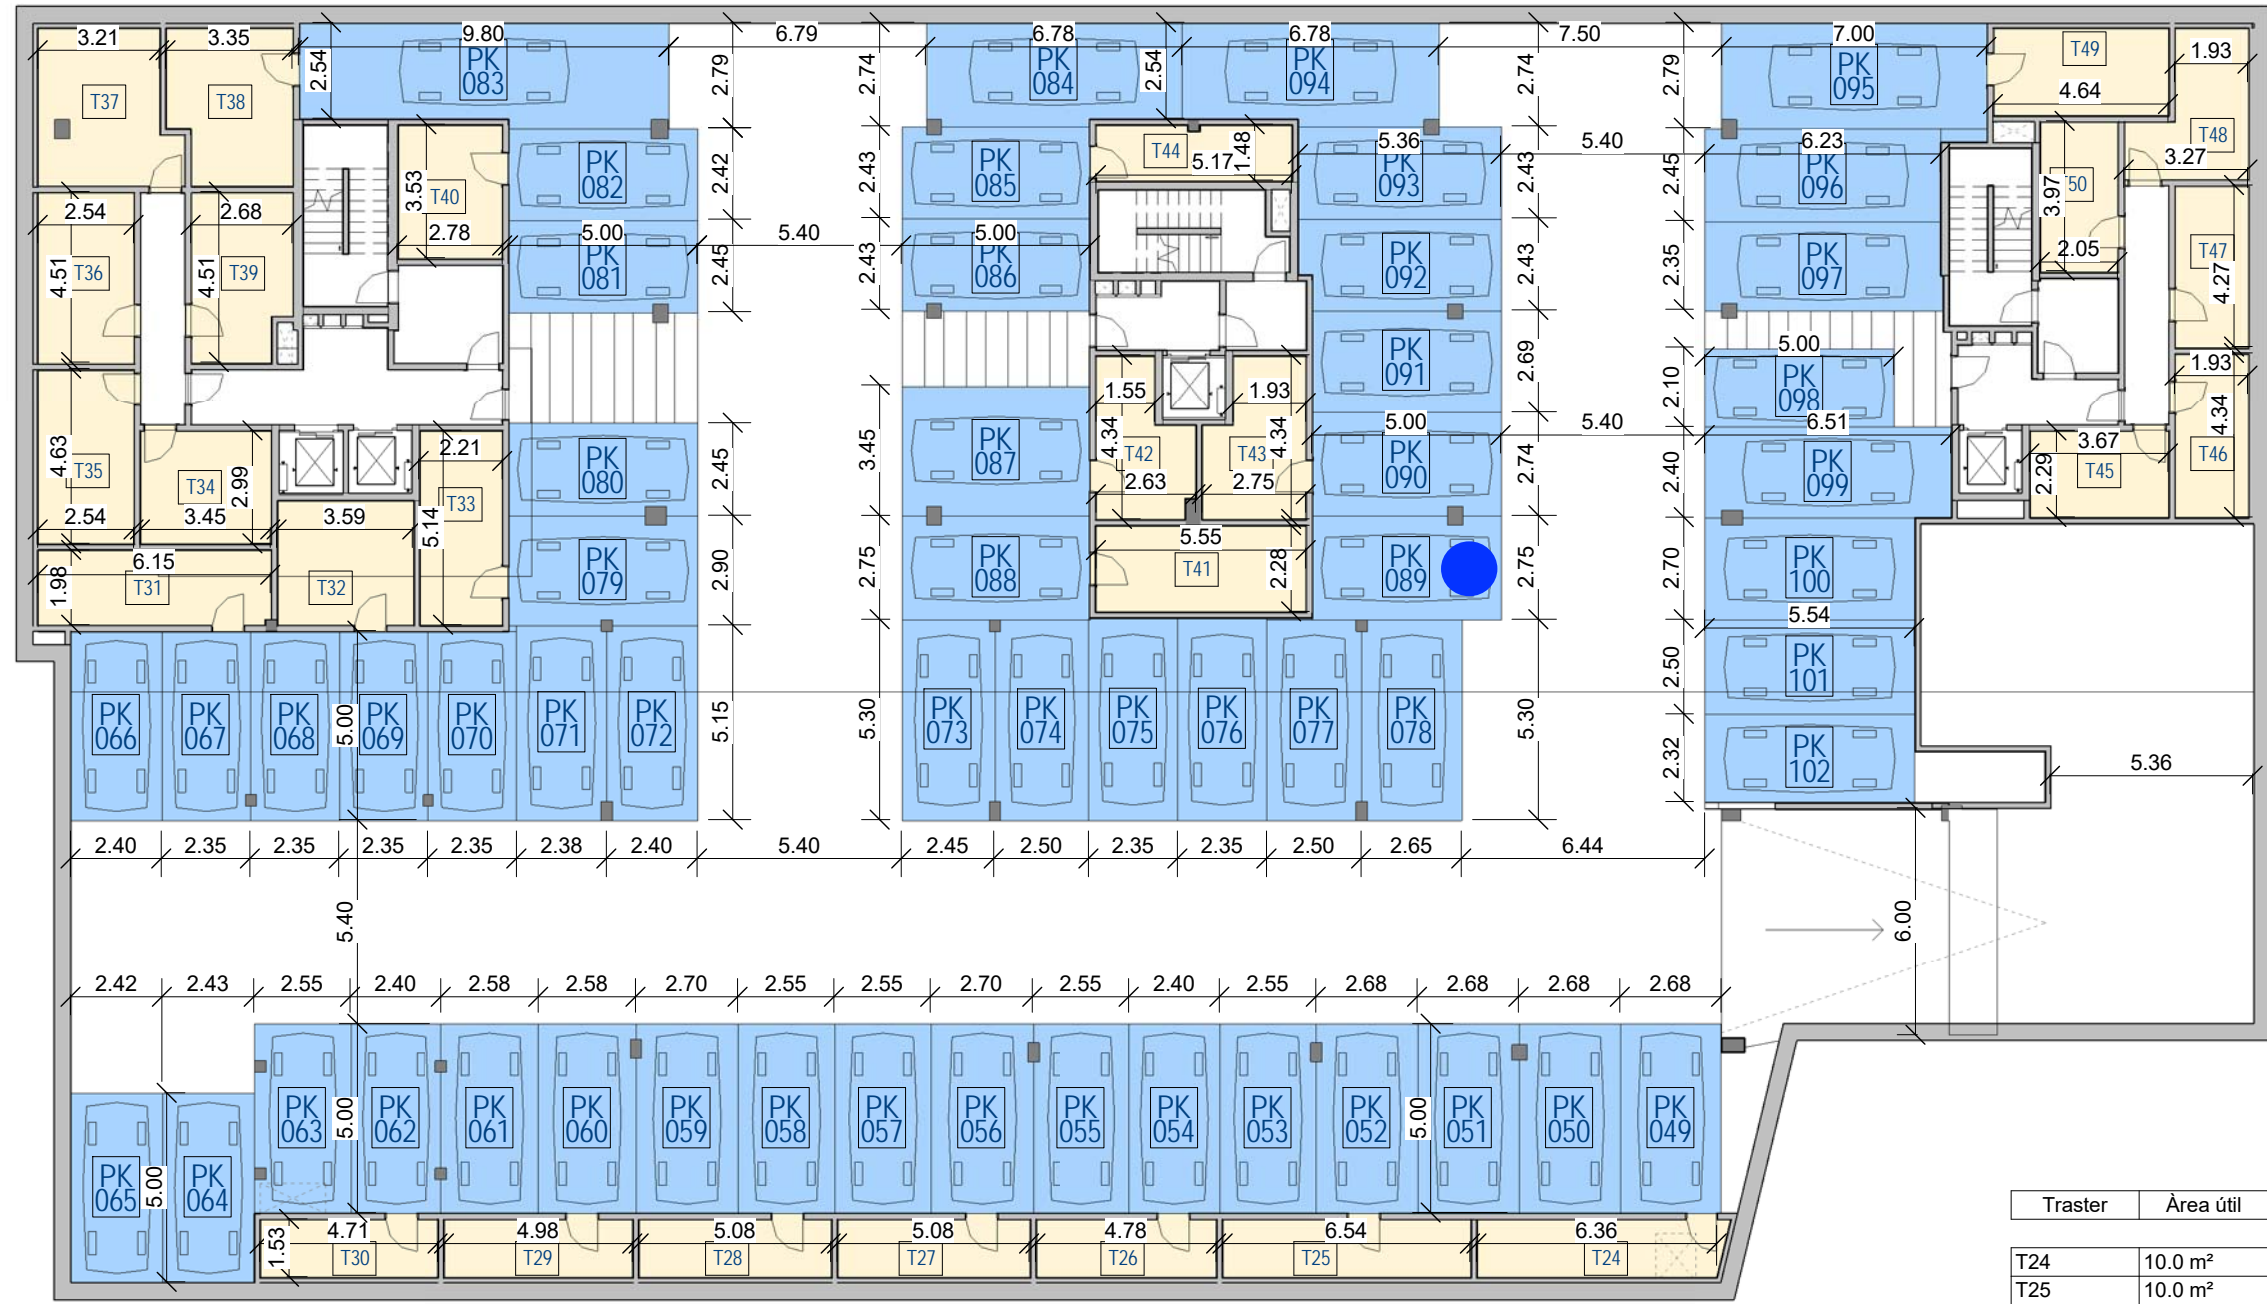 3.21 3.35 9.80 6.79 6.78 6.78 7.50 7.00 1.93
T37 T38 2.54 PK 083 2.79 2.74 PK 084 2.54 PK 094 2.74 2.79 PK 095 T49 4.64
T40 3.53 2.78 PK 082 2.42 2.43 PK 085 T44 5.17 1.48 5.36 PK 093 2.43 5.40 2.45 6.23 PK 096 T48 3.27
2.54 2.68 5.00 5.40 5.00 T50 3.97 2.05
T36 4.51 T39 4.51 PK 081 2.45 2.43 PK 086 PK 092 2.43 2.35 PK 097 T47 4.27
PK 091 2.69 5.00 PK 098 2.10 1.93
1.55 1.93 5.00 5.40 6.51
T35 4.63 2.54 T34 2.99 3.45 2.21 T33 5.14 PK 080 2.45 3.45 PK 087 T42 4.34 2.63 T43 4.34 2.75 PK 090 2.74 2.40 PK 099 3.67 2.29 T45 T46 4.34
3.59 T32
6.15 1.98 T31 PK 079 2.90 2.75 PK 088 5.55 T41 2.28 PK 089 2.75 2.70 PK 100
5.54
PK 066 PK 067 PK 068 5.00 PK 069 PK 070 PK 071 PK 072 5.15 5.30 PK 073 PK 074 PK 075 PK 076 PK 077 PK 078 5.30 2.50 PK 101
2.32 PK 102 5.36
2.40 2.35 2.35 2.35 2.35 2.38 2.40 5.40 2.45 2.50 2.35 2.35 2.50 2.65 6.44
5.40 6.00
2.42 2.43 2.55 2.40 2.58 2.58 2.70 2.55 2.55 2.70 2.55 2.40 2.55 2.68 2.68 2.68 2.68
PK 063 5.00 PK 062 PK 061 PK 060 PK 059 PK 058 PK 057 PK 056 PK 055 PK 054 PK 053 PK 052 5.00 PK 051 PK 050 PK 049
PK 065 5.00 PK 064
1.53 4.71 4.98 5.08 5.08 4.78 6.54 6.36
T30 T29 T28 T27 T26 T25 T24
Traster Àrea útil
T24 10.0 m²
T25 10.0 m²